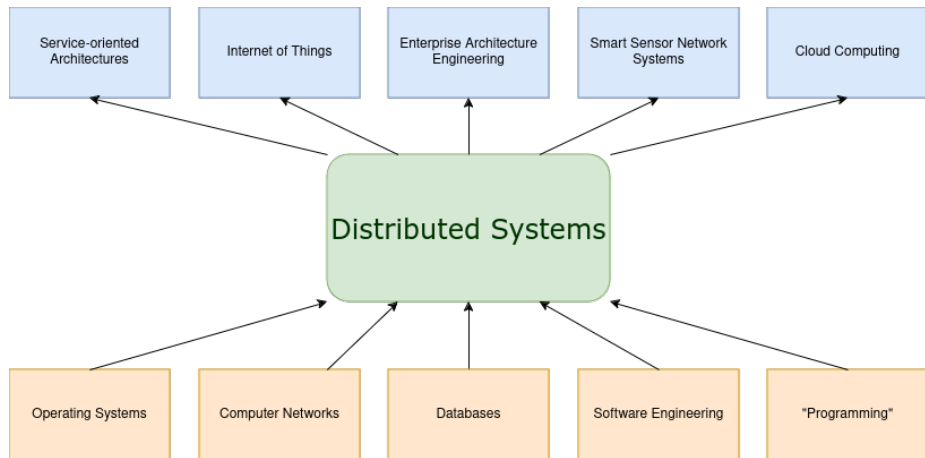 Service-oriented
Architectures
Internet of Things
Enterprise Architecture
Engineering
Smart Sensor Network
Systems
Cloud Computing
Distributed Systems
Operating Systems
Computer Networks
Databases
Software Engineering
"Programming"